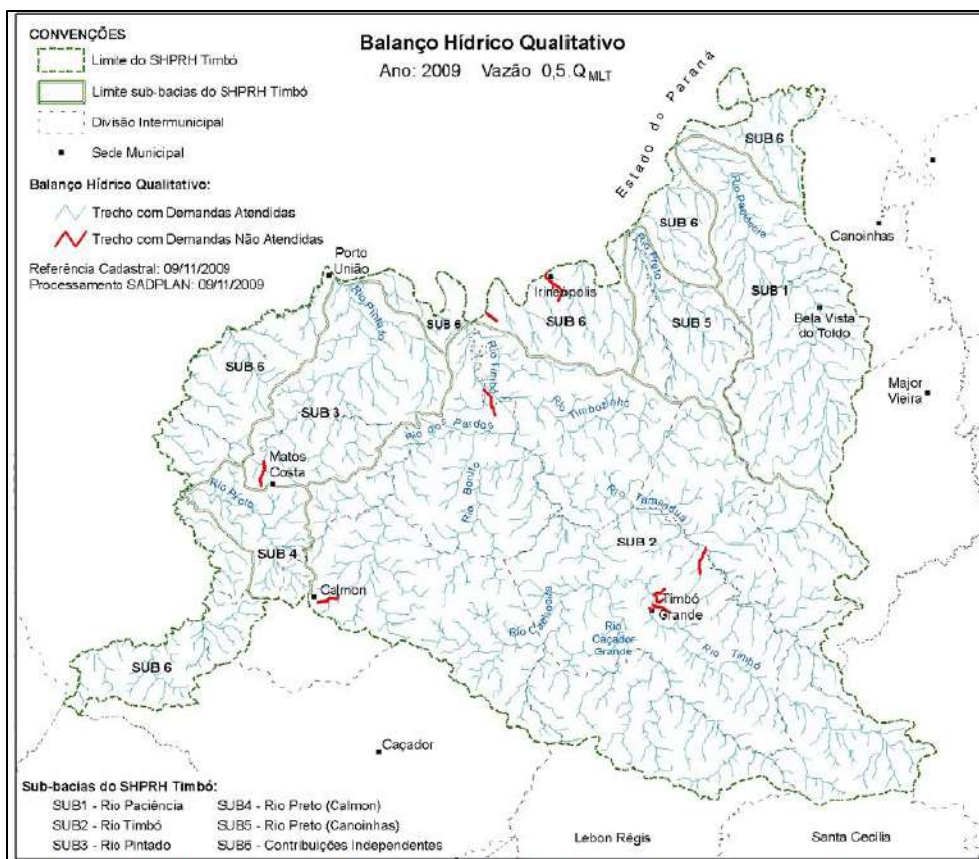 CONVENÇÕES
Limite do SHPRH Timbó
Limite sub-bacias do SHPRH Timbó
Divisão Intermunicipal
Sede Municipal
Balanço Hídrico Qualitativo:
Trecho com Demandas Atendidas
Trecho com Demandas Não Atendidas
Referência Cadastral: 09/11/2009
Processamento SADPLAN: 09/11/2009
Balanço Hídrico Qualitativo
Ano: 2009 Vazão 0,5.QMLT
Estado do Paraná
SUB 6
Rio Paciência
Canoinhas
SUB 6
Rio Preto
Porto
União
Irineópolis
SUB 1
Rio Pintado
Bela Vista
do Toldo
SUB 6
SUB 6
SUB 5
SUB 6
Rio Timbó
Major
Vieira
Rio Timbozinho
SUB 3
Rio dos Pardos
Matos
Costa
Rio Preto
Rio Bonito
Rio Tamanduá
SUB 2
SUB 4
Calmon
Timbó
Grande
Rio Cachoeira
Rio
Caçador
Grande
Rio Timbó
SUB 6
Caçador
Sub-bacias do SHPRH Timbó:
SUB1 - Rio Paciência
SUB2 - Rio Timbó
SUB3 - Rio Pintado
SUB4 - Rio Preto (Calmon)
SUB5 - Rio Preto (Canoinhas)
SUB6 - Contribuições Independentes
Lebon Régis
Santa Cecília